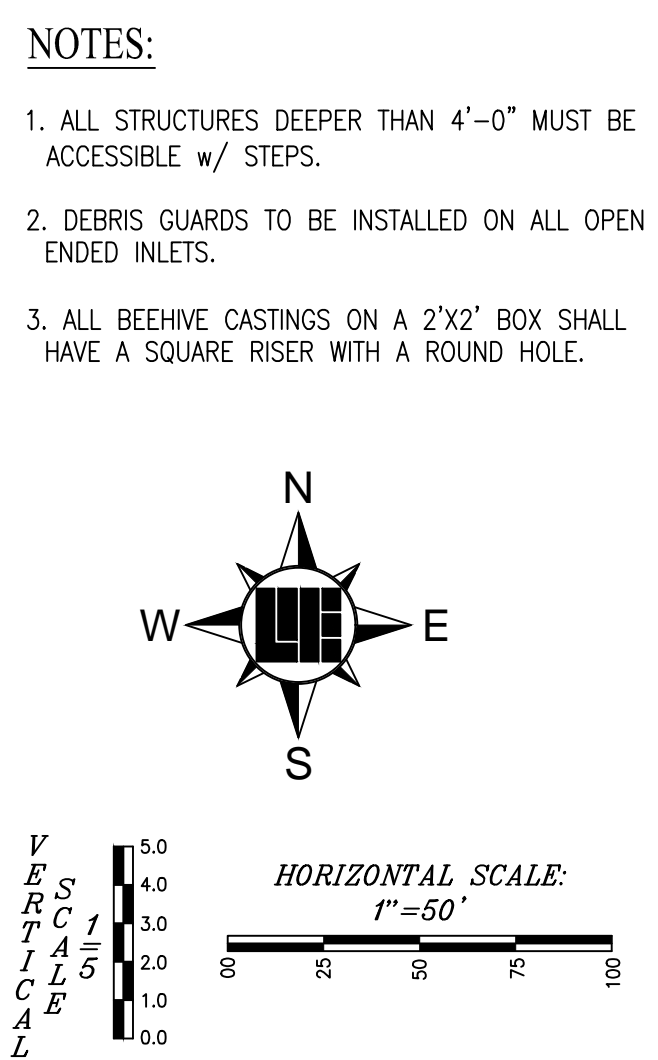 NOTES:
1. ALL STRUCTURES DEEPER THAN 4'-0" MUST BE
ACCESSIBLE w/ STEPS.
2. DEBRIS GUARDS TO BE INSTALLED ON ALL OPEN
ENDED INLETS.
3. ALL BEEHIVE CASTINGS ON A 2'X2' BOX SHALL
HAVE A SQUARE RISER WITH A ROUND HOLE.
N
W
E
S
VERTICAL
SCALE
1=5
5.0
4.0
3.0
2.0
1.0
0.0
HORIZONTAL SCALE:
1"=50'
00
25
50
75
100